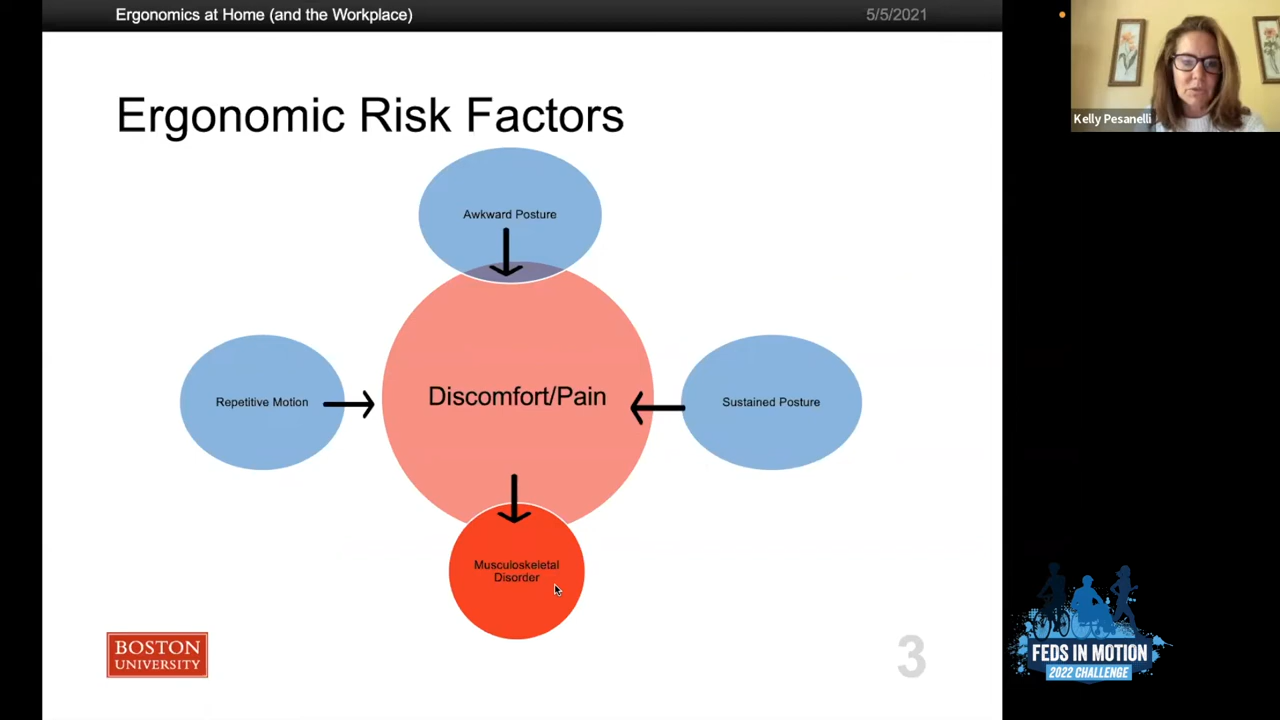 Ergonomics at Home (and the Workplace)
5/5/2021
Kelly Pesanelli
Ergonomic Risk Factors
Awkward Posture
Repetitive Motion
Discomfort/Pain
Sustained Posture
Musculoskeletal
Disorder
BOSTON
UNIVERSITY
3
FEDS IN MOTION
2022 CHALLENGE